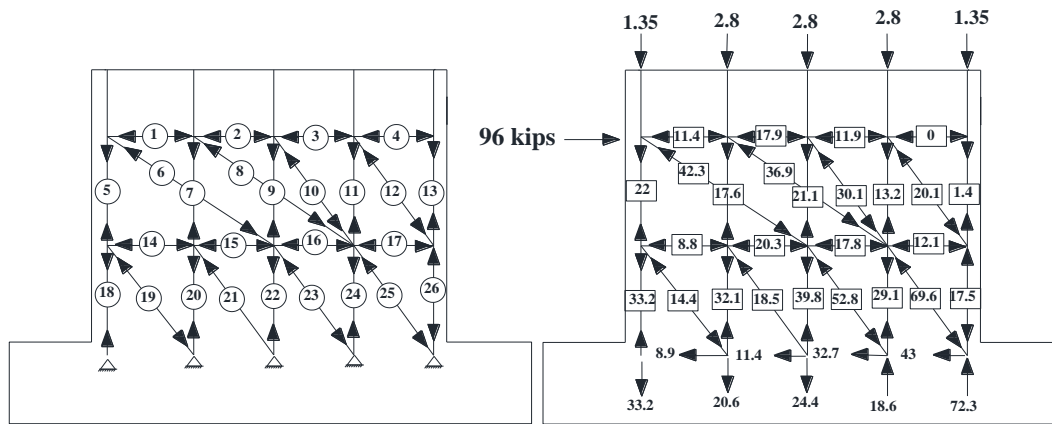 1.35 2.8 2.8 2.8 1.35
96 kips
1 2 3 4
11.4 17.9 11.9 0
6 8
42.3 36.9
5 7 9 10 11 12 13
22 17.6 21.1 30.1 13.2 20.1 1.4
14 15 16 17
8.8 20.3 17.8 12.1
18 19 20 21 22 23 24 25 26
33.2 14.4 32.1 18.5 39.8 52.8 29.1 69.6 17.5
8.9 11.4 32.7 43
33.2 20.6 24.4 18.6 72.3